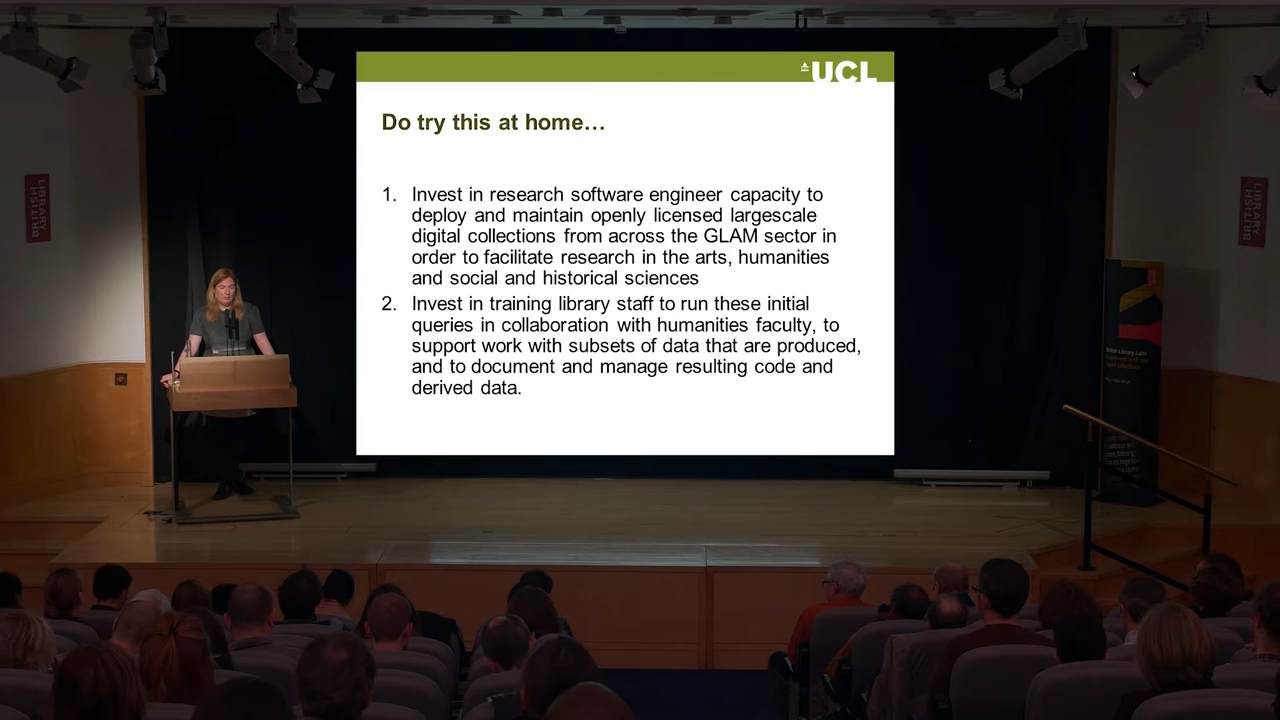 UCL
Do try this at home…
1. Invest in research software engineer capacity to
deploy and maintain openly licensed largescale
digital collections from across the GLAM sector in
order to facilitate research in the arts, humanities
and social and historical sciences
2. Invest in training library staff to run these initial
queries in collaboration with humanities faculty, to
support work with subsets of data that are produced,
and to document and manage resulting code and
derived data.
BRITISH
LIBRARY
BRITISH
LIBRARY
British Library Labs